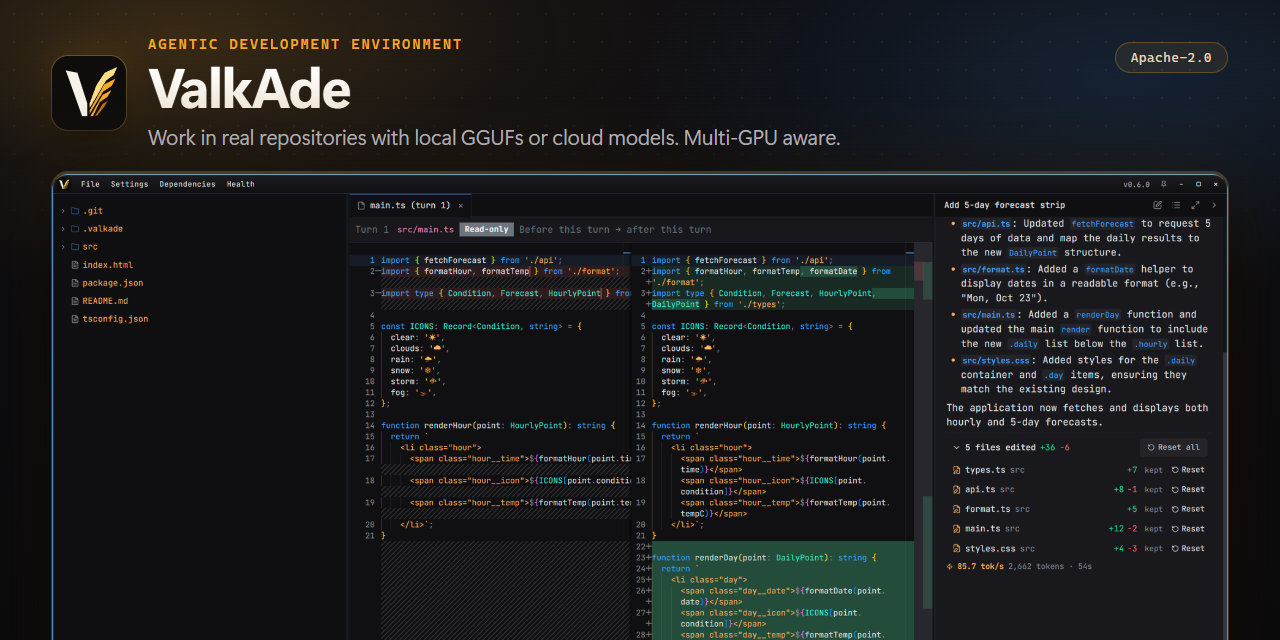 AGENTIC DEVELOPMENT ENVIRONMENT
ValkAde
Work in real repositories with local GGUFs or cloud models. Multi-GPU aware.
Apache-2.0
File Settings Dependencies Health
v0.6.0
.git
.valkade
src
index.html
package.json
README.md
tsconfig.json
main.ts (turn 1)
Turn 1 src/main.ts Read-only Before this turn → after this turn
1 import { fetchForecast } from './api';
2 import { formatHour, formatTemp } from './format';
3 import type { Condition, Forecast, HourlyPoint } from
4
5 const ICONS: Record<Condition, string> = {
6 clear: '☀',
7 clouds: '☁',
8 rain: '🌧',
9 snow: '❄',
10 storm: '⛈',
11 fog: '🌫',
12 };
13
14 function renderHour(point: HourlyPoint): string {
15 return `
16 <li class="hour">
17 <span class="hour__time">${formatHour(point.ti
18 <span class="hour__icon">${ICONS[point.conditi
19 <span class="hour__temp">${formatTemp(point.te
20 </li>`;
21 }
1 import { fetchForecast } from './api';
2+ import { formatHour, formatTemp, formatDate } from
+ './format';
3+ import type { Condition, Forecast, HourlyPoint,
+ DailyPoint } from './types';
4
5 const ICONS: Record<Condition, string> = {
6 clear: '☀',
7 clouds: '☁',
8 rain: '🌧',
9 snow: '❄',
10 storm: '⛈',
11 fog: '🌫',
12 };
13
14 function renderHour(point: HourlyPoint): string {
15 return `
16 <li class="hour">
17 <span class="hour__time">${formatHour(point.
time)}</span>
18 <span class="hour__icon">${ICONS[point.
condition]}</span>
19 <span class="hour__temp">${formatTemp(point.
tempC)}</span>
20 </li>`;
21 }
22+
23+ function renderDay(point: DailyPoint): string {
24+ return `
25+ <li class="day">
26+ <span class="day__date">${formatDate(point.
+ date)}</span>
27+ <span class="day__icon">${ICONS[point.
+ condition]}</span>
28+ <span class="day__temp">${formatTemp(point.
Add 5-day forecast strip
• src/api.ts: Updated fetchForecast to request 5
days of data and map the daily results to
the new DailyPoint structure.
• src/format.ts: Added a formatDate helper to
display dates in a readable format (e.g.,
"Mon, Oct 23").
• src/main.ts: Added a renderDay function and
updated the main render function to include
the new .daily list below the .hourly list.
• src/styles.css: Added styles for the .daily
container and .day items, ensuring they
match the existing design.
The application now fetches and displays both
hourly and 5-day forecasts.
5 files edited +36 -6 Reset all
types.ts src +7 kept Reset
api.ts src +8 -1 kept Reset
format.ts src +5 kept Reset
main.ts src +12 -2 kept Reset
styles.css src +4 -3 kept Reset
85.7 tok/s 2,662 tokens · 54s